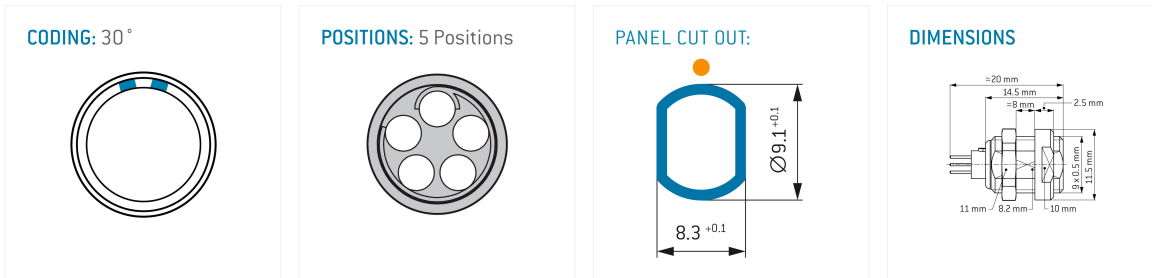 CODING: 30°
POSITIONS: 5 Positions
PANEL CUT OUT:
Ø9.1 +0.1
8.3 +0.1
DIMENSIONS
≈20 mm
14.5 mm
≈8 mm
2.5 mm
9 x 0.5 mm
11.5 mm
11 mm
8.2 mm
10 mm